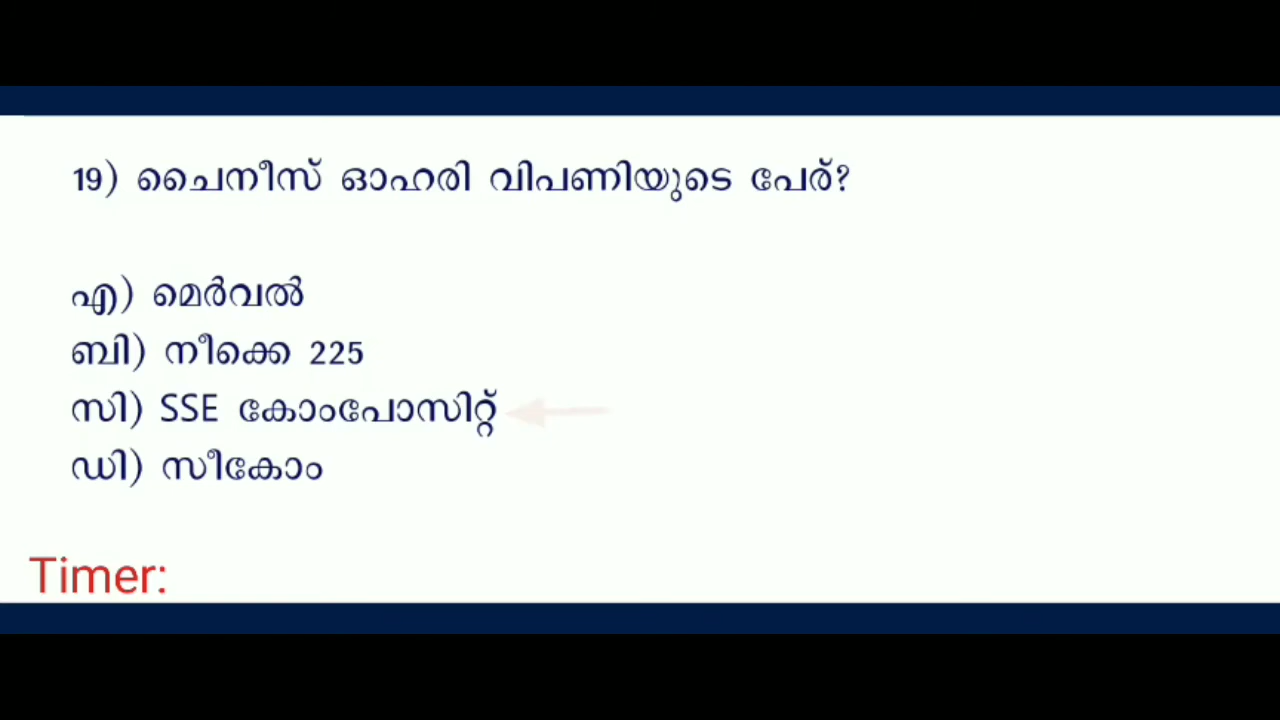 19) ചൈനീസ് ഓഹരി വിപണിയുടെ പേര്?
എ) മെർവൽ
ബി) നീക്കെ 225
സി) SSE കോംപോസിറ്റ്
ഡി) സീകോം
Timer: